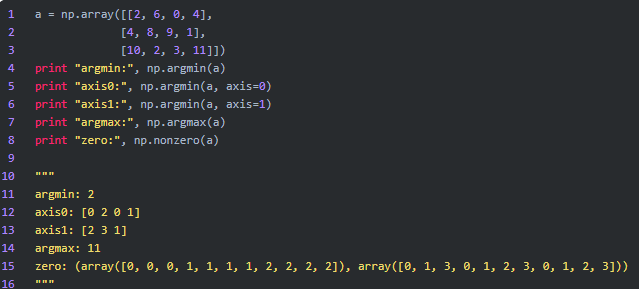 1 a = np.array([[2, 6, 0, 4],
2 [4, 8, 9, 1],
3 [10, 2, 3, 11]])
4 print "argmin:", np.argmin(a)
5 print "axis0:", np.argmin(a, axis=0)
6 print "axis1:", np.argmin(a, axis=1)
7 print "argmax:", np.argmax(a)
8 print "zero:", np.nonzero(a)
9
10 """
11 argmin: 2
12 axis0: [0 2 0 1]
13 axis1: [2 3 1]
14 argmax: 11
15 zero: (array([0, 0, 0, 1, 1, 1, 1, 2, 2, 2, 2]), array([0, 1, 3, 0, 1, 2, 3, 0, 1, 2, 3]))
16 """